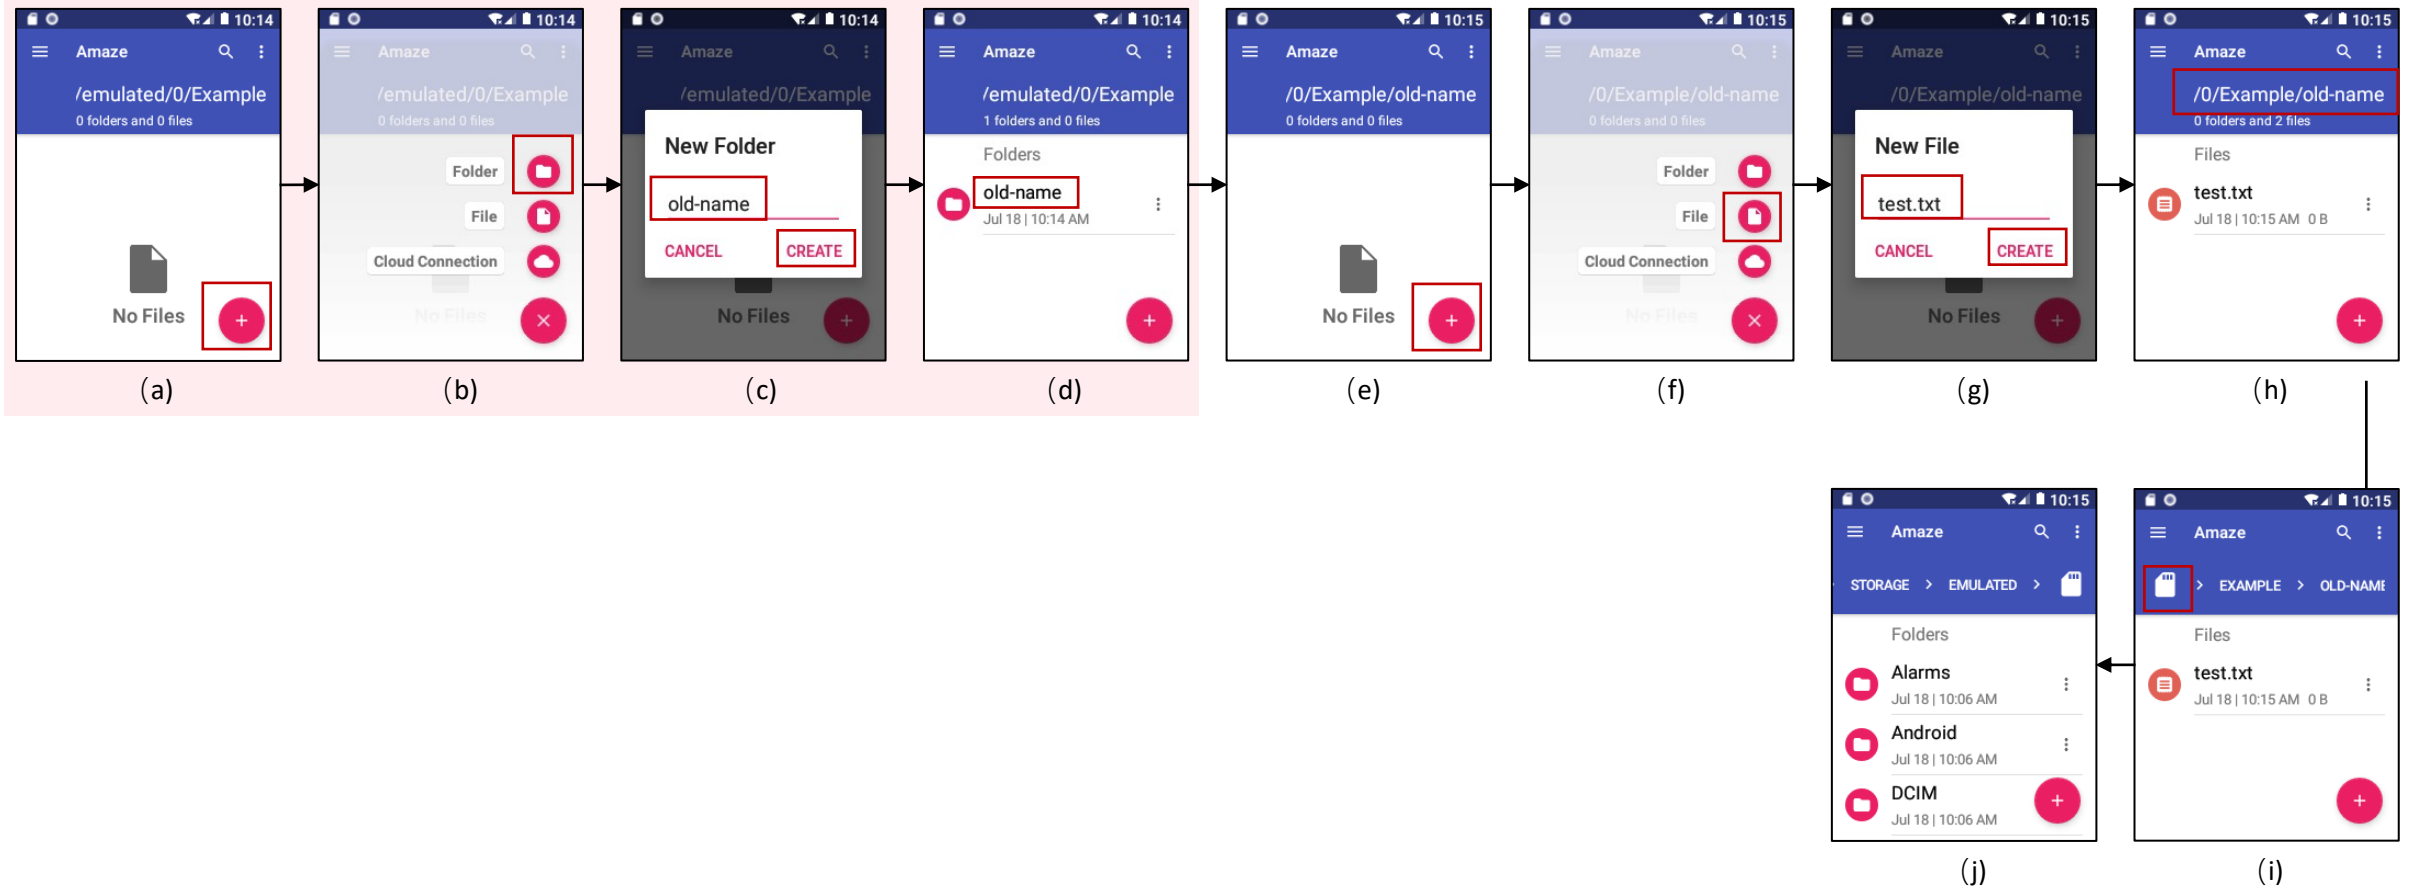 10:14
Amaze
/emulated/0/Example
0 folders and 0 files
No Files
(a)
10:14
Amaze
/emulated/0/Example
0 folders and 0 files
Folder
File
Cloud Connection
No Files
(b)
10:14
Amaze
/emulated/0/Example
New Folder
old-name
CANCEL
CREATE
No Files
(c)
10:14
Amaze
/emulated/0/Example
1 folders and 0 files
Folders
old-name
Jul 18 | 10:14 AM
(d)
10:15
Amaze
/0/Example/old-name
0 folders and 0 files
No Files
(e)
10:15
Amaze
/0/Example/old-name
0 folders and 0 files
Folder
File
Cloud Connection
No Files
(f)
10:15
Amaze
/0/Example/old-name
New File
test.txt
CANCEL
CREATE
No Files
(g)
10:15
Amaze
/0/Example/old-name
0 folders and 2 files
Files
test.txt
Jul 18 | 10:15 AM 0 B
(h)
10:15
Amaze
STORAGE > EMULATED >
Folders
Alarms
Jul 18 | 10:06 AM
Android
Jul 18 | 10:06 AM
DCIM
Jul 18 | 10:06 AM
(j)
10:15
Amaze
> EXAMPLE > OLD-NAME
Files
test.txt
Jul 18 | 10:15 AM 0 B
(i)